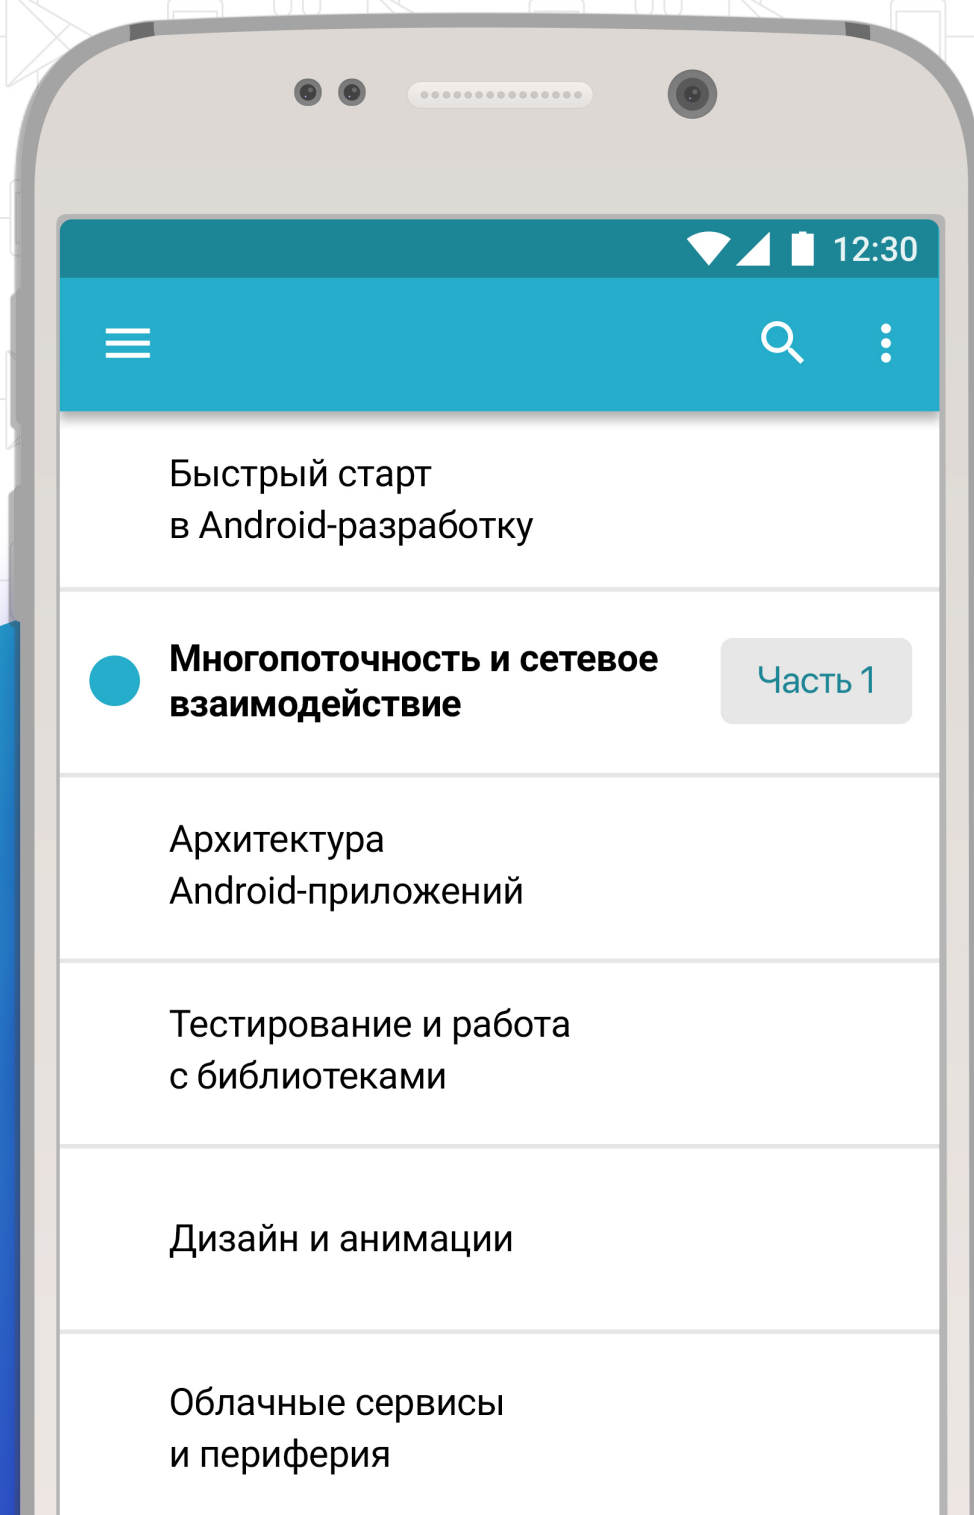 12:30
Быстрый старт
в Android-разработку
Многопоточность и сетевое
взаимодействие
Часть 1
Архитектура
Android-приложений
Тестирование и работа
с библиотеками
Дизайн и анимации
Облачные сервисы
и периферия